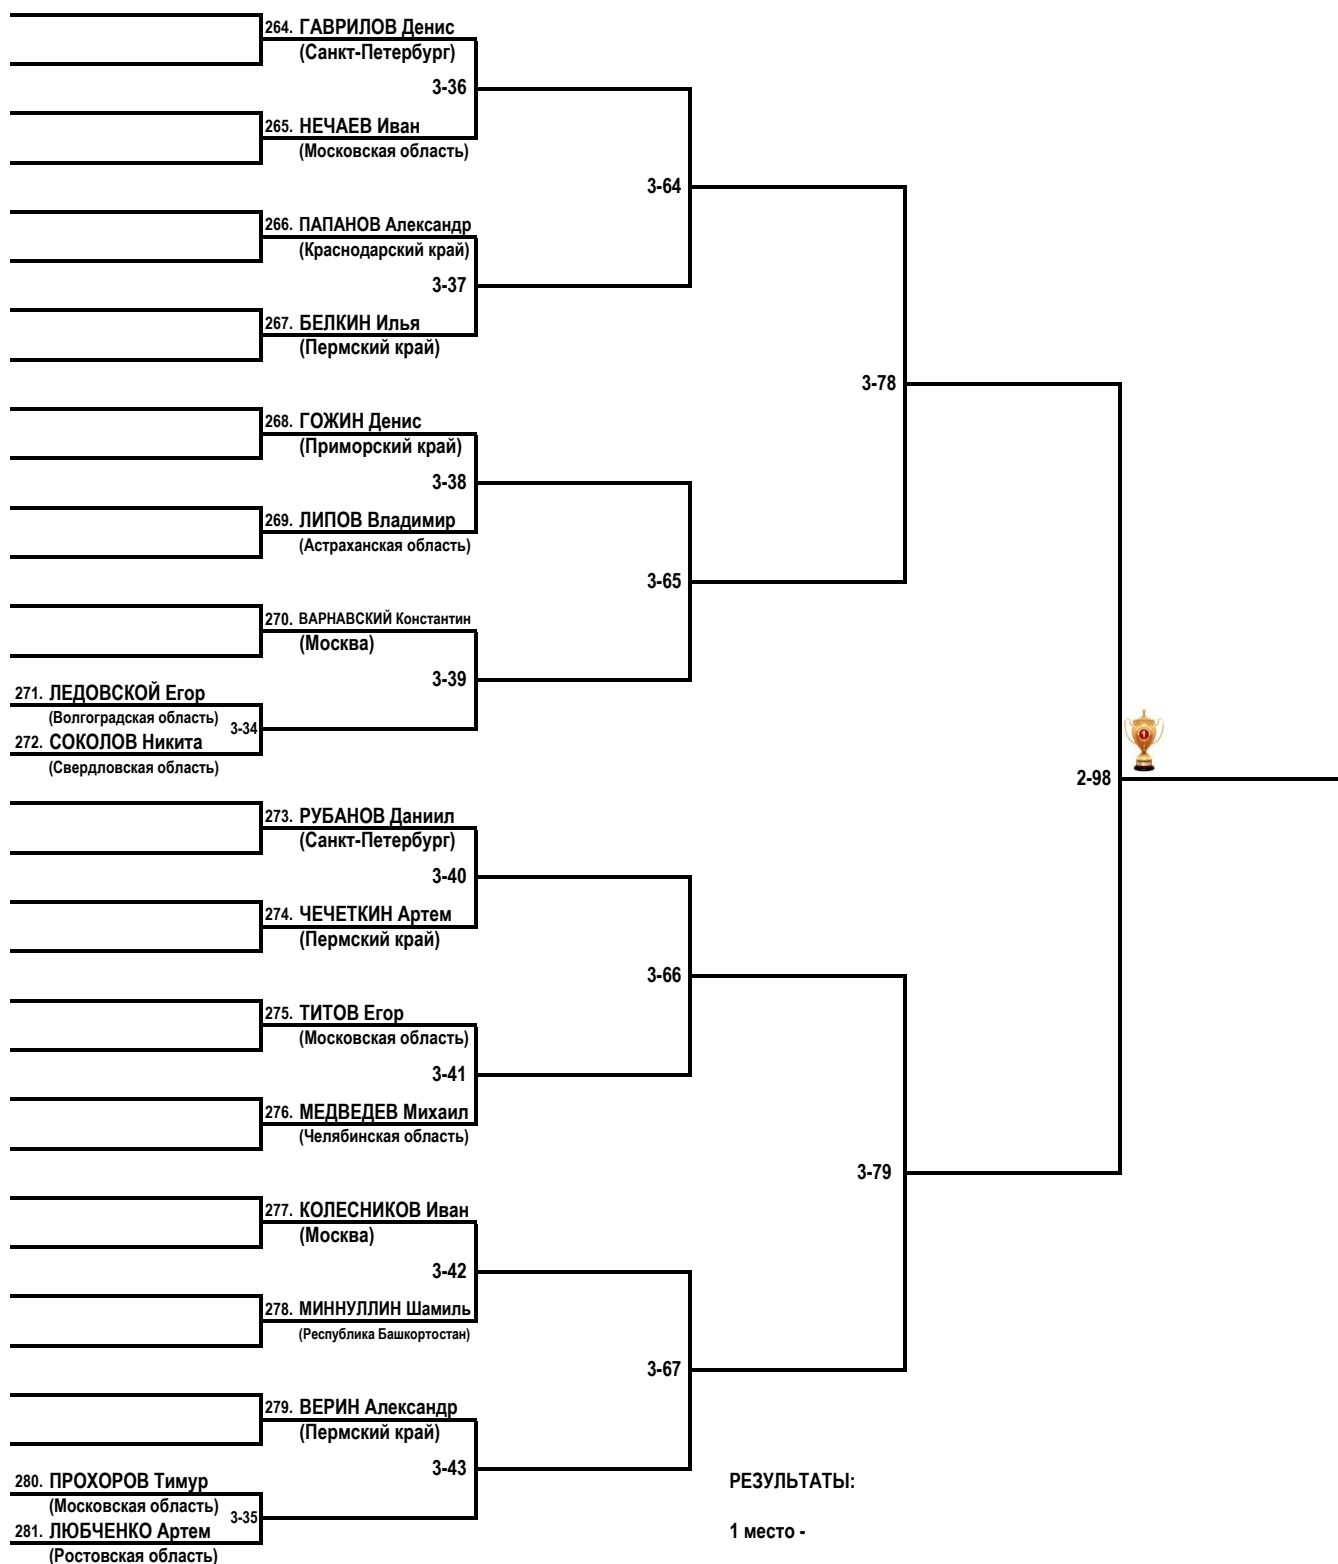 264. ГАВРИЛОВ Денис
(Санкт-Петербург)
3-36
265. НЕЧАЕВ Иван
(Московская область)
3-64
266. ПАПАНОВ Александр
(Краснодарский край)
3-37
267. БЕЛКИН Илья
(Пермский край)
3-78
268. ГОЖИН Денис
(Приморский край)
3-38
269. ЛИПОВ Владимир
(Астраханская область)
3-65
270. ВАРНАВСКИЙ Константин
(Москва)
3-39
271. ЛЕДОВСКОЙ Егор
(Волгоградская область)
3-34
272. СОКОЛОВ Никита
(Свердловская область)
1
2-98
273. РУБАНОВ Даниил
(Санкт-Петербург)
3-40
274. ЧЕЧЕТКИН Артем
(Пермский край)
3-66
275. ТИТОВ Егор
(Московская область)
3-41
276. МЕДВЕДЕВ Михаил
(Челябинская область)
3-79
277. КОЛЕСНИКОВ Иван
(Москва)
3-42
278. МИННУЛЛИН Шамиль
(Республика Башкортостан)
3-67
279. ВЕРИН Александр
(Пермский край)
3-43
280. ПРОХОРОВ Тимур
(Московская область)
3-35
281. ЛЮБЧЕНКО Артем
(Ростовская область)
РЕЗУЛЬТАТЫ:
1 место -